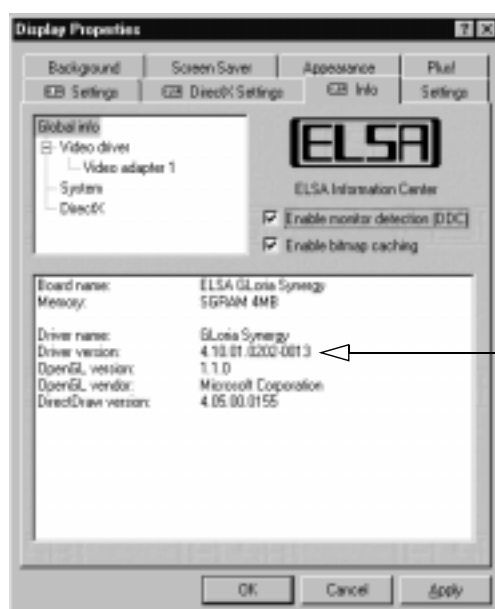 Display Properties
Background Screen Saver Appearance Plus!
Settings DirectX Settings Info Settings
Global info
Video driver
Video adapter 1
System
DirectX
ELSA
ELSA Information Center
Enable monitor detection (DDC)
Enable bitmap caching
Board name: ELSA GLoria Synergy
Memory: SGRAM 4MB
Driver name: GLoria Synergy
Driver version: 4.10.01.0202-0013
OpenGL version: 1.1.0
OpenGL vendor: Microsoft Corporation
DirectDraw version: 4.05.00.0155
OK Cancel Apply